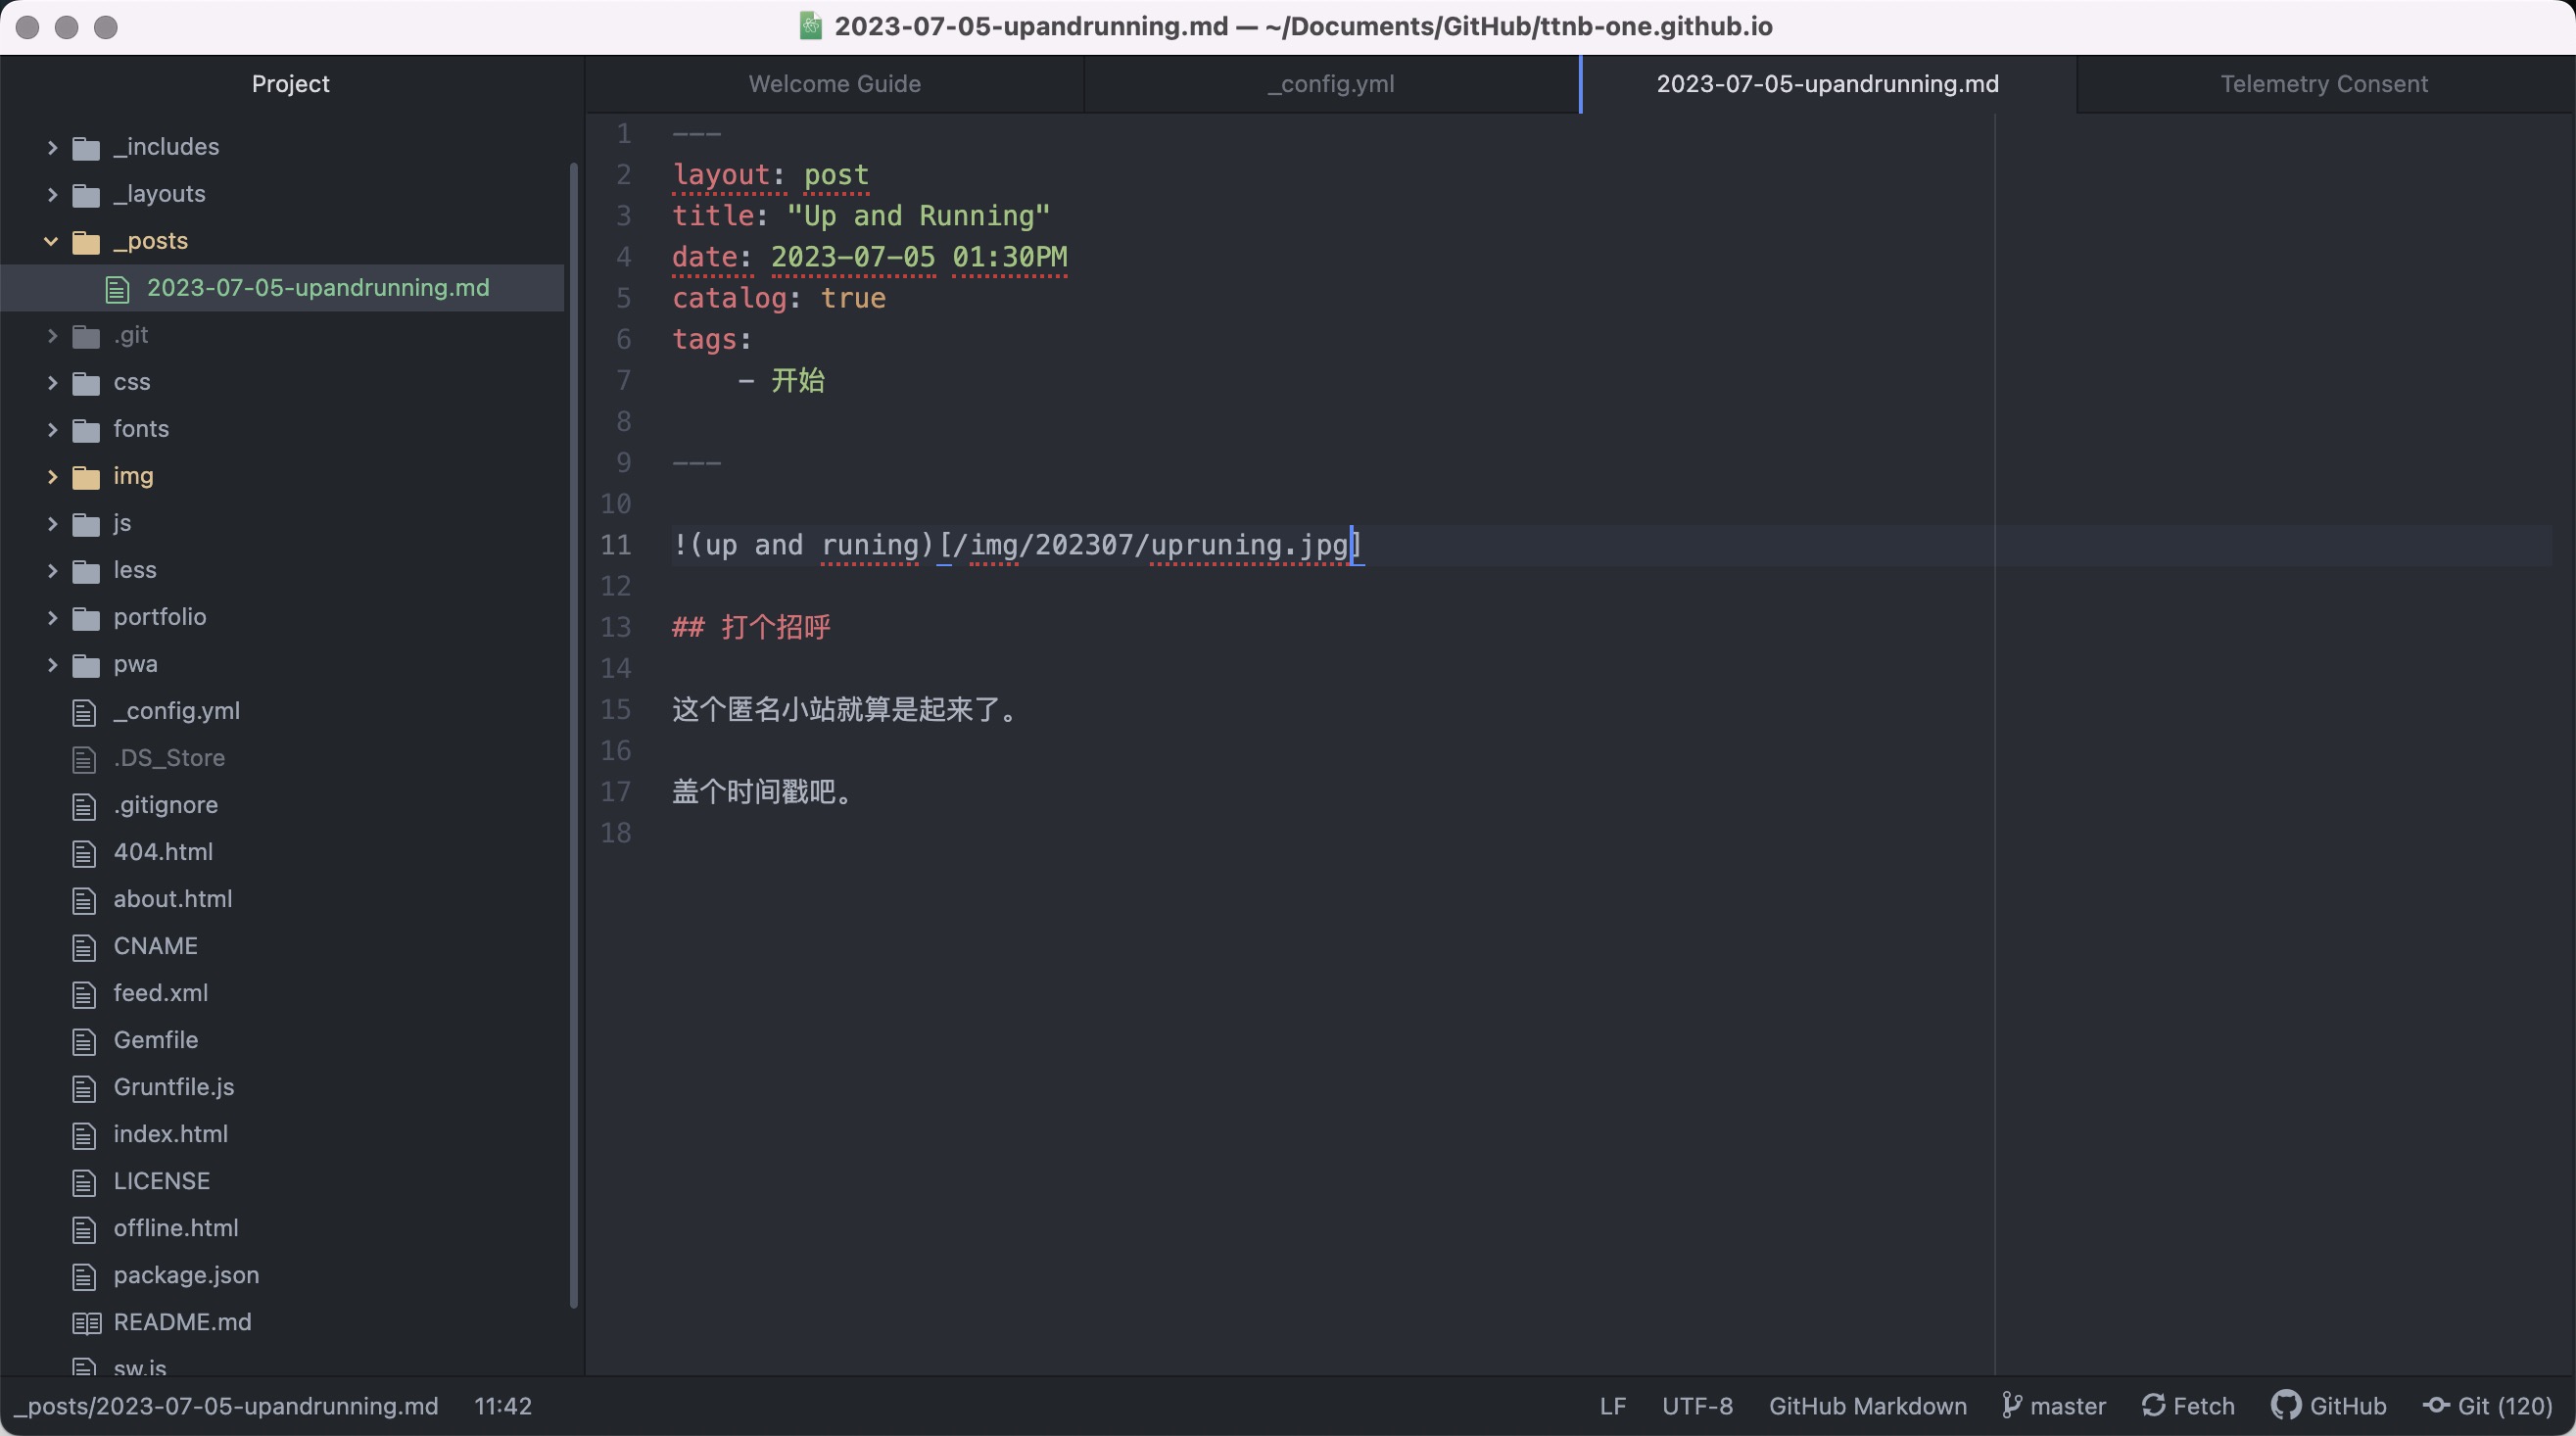 2023-07-05-upandrunning.md — ~/Documents/GitHub/ttnb-one.github.io
Project
Welcome Guide
_config.yml
2023-07-05-upandrunning.md
Telemetry Consent
_includes
_layouts
_posts
2023-07-05-upandrunning.md
.git
css
fonts
img
js
less
portfolio
pwa
_config.yml
.DS_Store
.gitignore
404.html
about.html
CNAME
feed.xml
Gemfile
Gruntfile.js
index.html
LICENSE
offline.html
package.json
README.md
sw.js
1 ---
2 layout: post
3 title: "Up and Running"
4 date: 2023-07-05 01:30PM
5 catalog: true
6 tags:
7 - 开始
8
9 ---
10
11 !(up and runing)[/img/202307/upruning.jpg]
12
13 ## 打个招呼
14
15 这个匿名小站就算是起来了。
16
17 盖个时间戳吧。
18
_posts/2023-07-05-upandrunning.md 11:42
LF UTF-8 GitHub Markdown master Fetch GitHub Git (120)